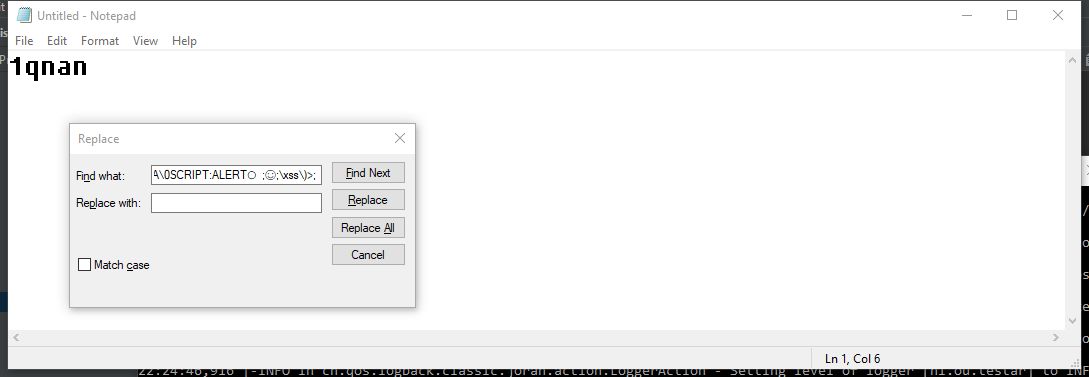 Untitled - Notepad
File Edit Format View Help
1qnan
Replace
Find what: A\0SCRIPT:ALERT○ ;☺;\xss\)>; Find Next
Replace with: Replace
Replace All
Cancel
Match case
Ln 1, Col 6
22:24:46,916 |-INFO in ch.qos.logback.classic.joran.action.LoggerAction - Setting level of logger [nl.ou.testar] to INF